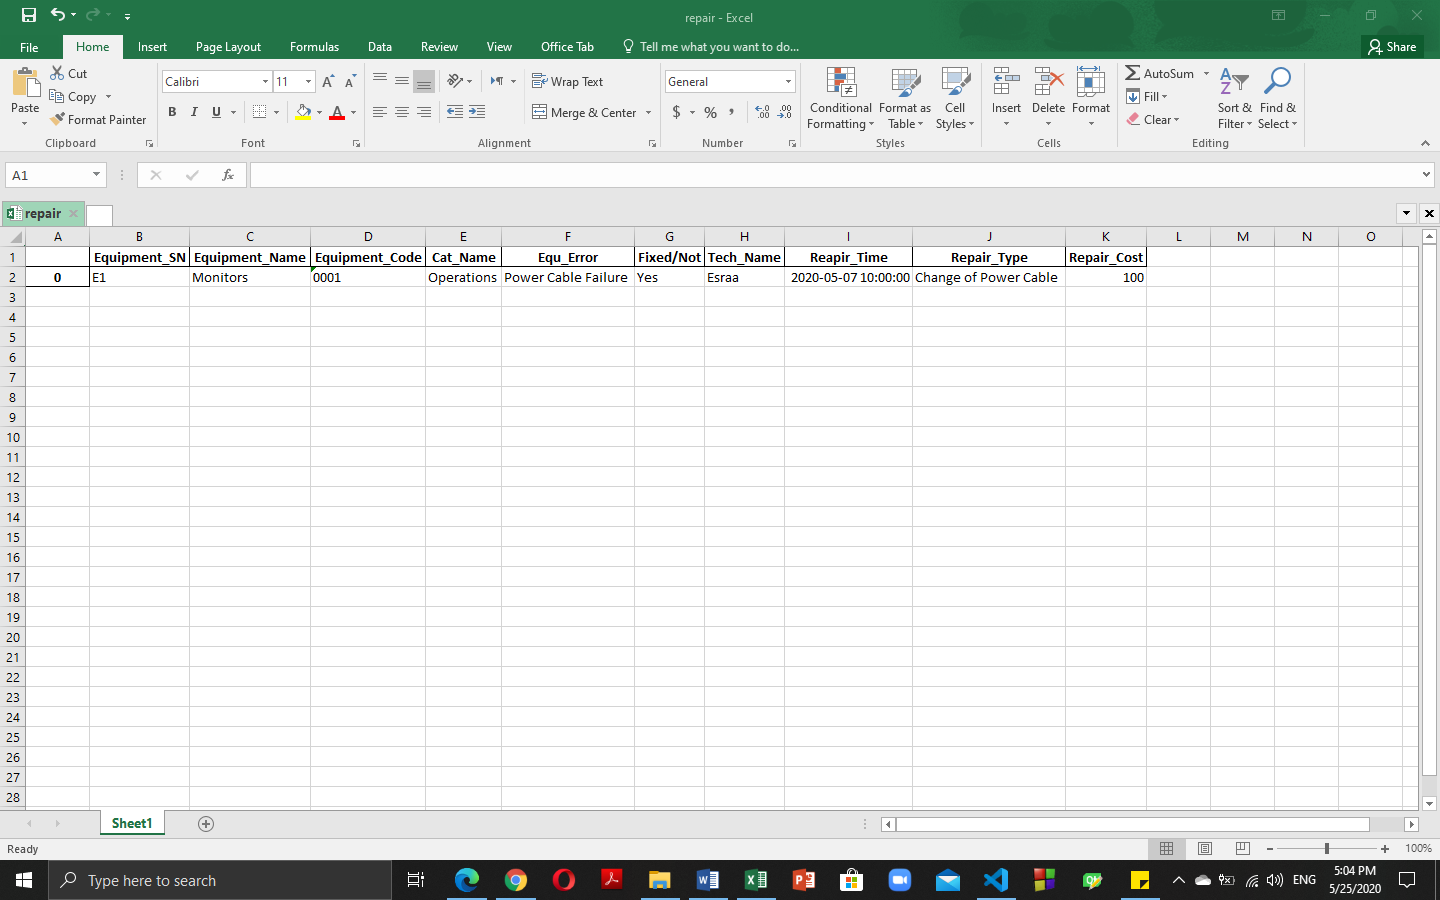 repair - Excel
File Home Insert Page Layout Formulas Data Review View Office Tab Tell me what you want to do... Share
Cut
Copy
Format Painter
Paste
Clipboard
Calibri 11
B I U
Font
Wrap Text
Merge & Center
Alignment
General
$ % ,
Number
Conditional Formatting
Format as Table
Cell Styles
Styles
Insert Delete Format
Cells
AutoSum
Fill
Clear
Sort & Filter
Find & Select
Editing
A1 fx
repair
A B C D E F G H I J K L M N O
1 Equipment_SN Equipment_Name Equipment_Code Cat_Name Equ_Error Fixed/Not Tech_Name Reapir_Time Repair_Type Repair_Cost
2 0 E1 Monitors 0001 Operations Power Cable Failure Yes Esraa 2020-05-07 10:00:00 Change of Power Cable 100
3
4
5
6
7
8
9
10
11
12
13
14
15
16
17
18
19
20
21
22
23
24
25
26
27
28
Sheet1
Ready 100%
Type here to search ENG 5:04 PM
5/25/2020